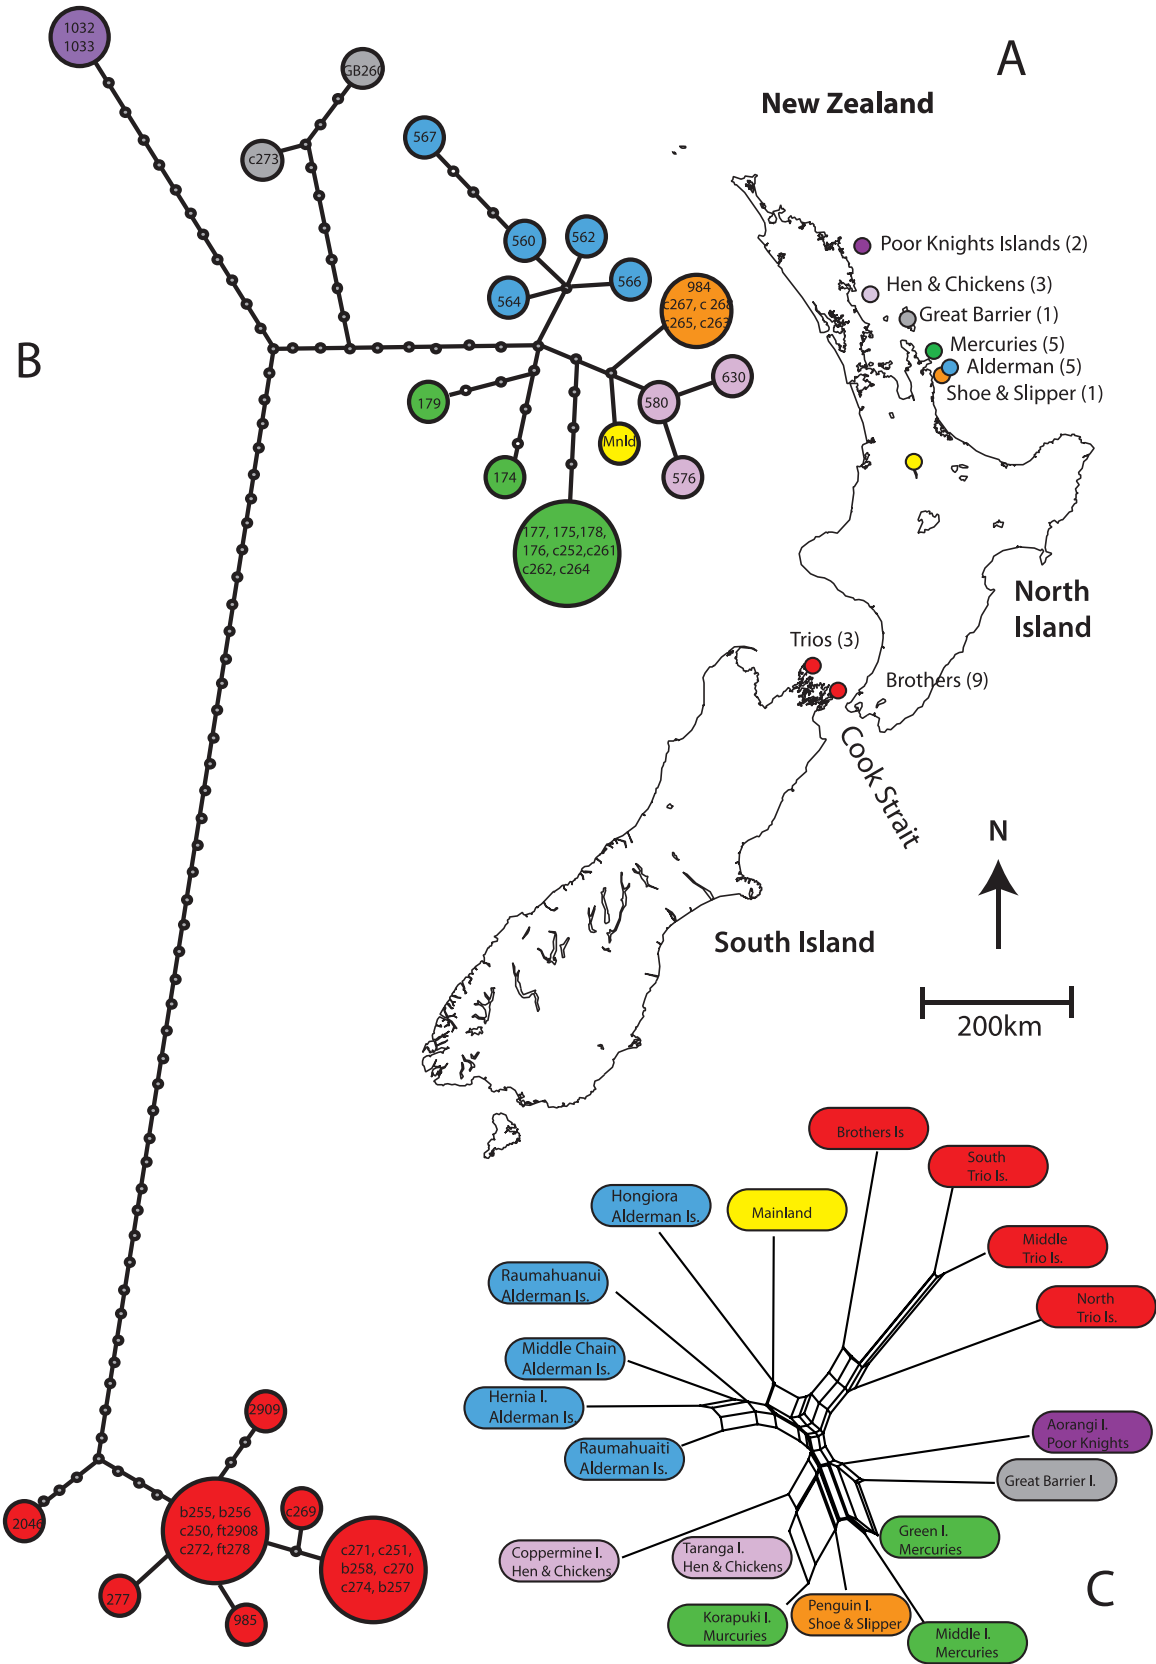 A
New Zealand
Poor Knights Islands (2)
Hen & Chickens (3)
Great Barrier (1)
Mercuries (5)
Alderman (5)
Shoe & Slipper (1)
North
Island
Trios (3)
Brothers (9)
Cook Strait
South Island
N
200km
B
1032
1033
GB260
c273
567
560
562
564
566
984
c267, c 268
c265, c263
179
174
580
630
576
Mnld
177, 175,178,
176, c252,c261
c262, c264
2909
2046
b255, b256
c250, ft2908
c272, ft278
c269
c271, c251,
b258, c270
c274, b257
277
985
C
Brothers Is
South
Trio Is.
Middle
Trio Is.
North
Trio Is.
Hongiora
Alderman Is.
Mainland
Raumahuanui
Alderman Is.
Middle Chain
Alderman Is.
Hernia I.
Alderman Is.
Raumahuaiti
Alderman Is.
Aorangi I.
Poor Knights
Great Barrier I.
Green I.
Mercuries
Coppermine I.
Hen & Chickens
Taranga I.
Hen & Chickens
Korapuki I.
Murcuries
Penguin I.
Shoe & Slipper
Middle I.
Mercuries